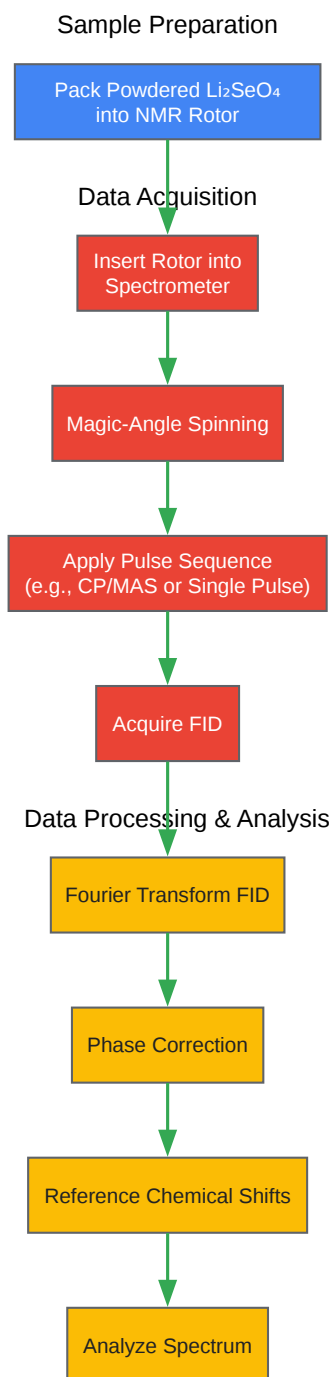 Sample Preparation
Pack Powdered Li₂SeO₄
into NMR Rotor
Data Acquisition
Insert Rotor into
Spectrometer
Magic-Angle Spinning
Apply Pulse Sequence
(e.g., CP/MAS or Single Pulse)
Acquire FID
Data Processing & Analysis
Fourier Transform FID
Phase Correction
Reference Chemical Shifts
Analyze Spectrum